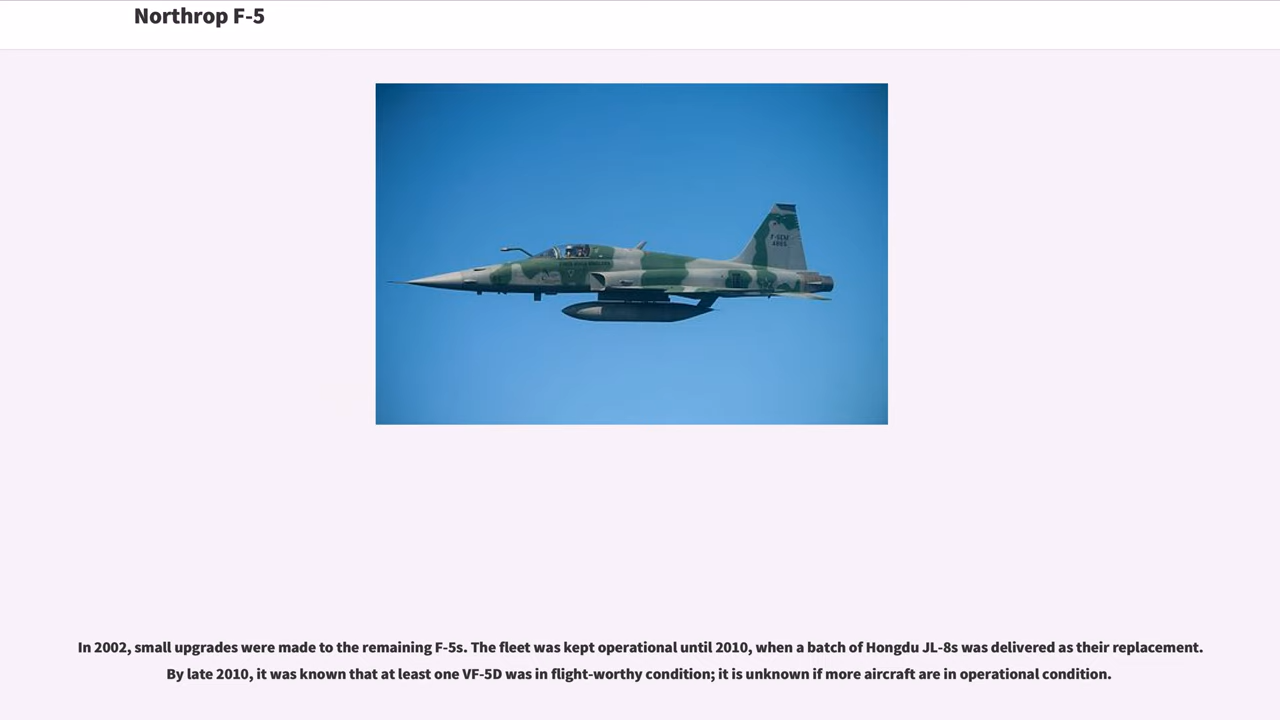 Northrop F-5
F-5EM
In 2002, small upgrades were made to the remaining F-5s. The fleet was kept operational until 2010, when a batch of Hongdu JL-8s was delivered as their replacement.
By late 2010, it was known that at least one VF-5D was in flight-worthy condition; it is unknown if more aircraft are in operational condition.